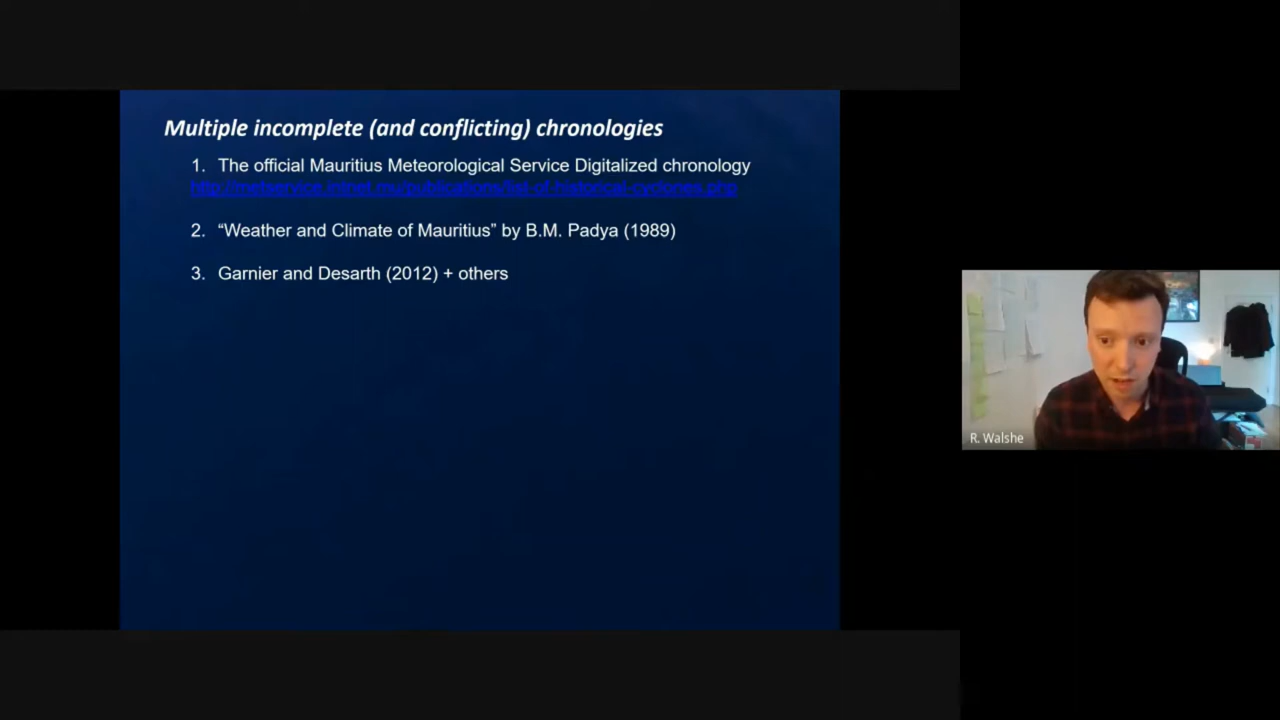 Multiple incomplete (and conflicting) chronologies
1. The official Mauritius Meteorological Service Digitalized chronology
http://metservice.intnet.mu/publications/list-of-historical-cyclones.php
2. “Weather and Climate of Mauritius” by B.M. Padya (1989)
3. Garnier and Desarth (2012) + others
R. Walshe